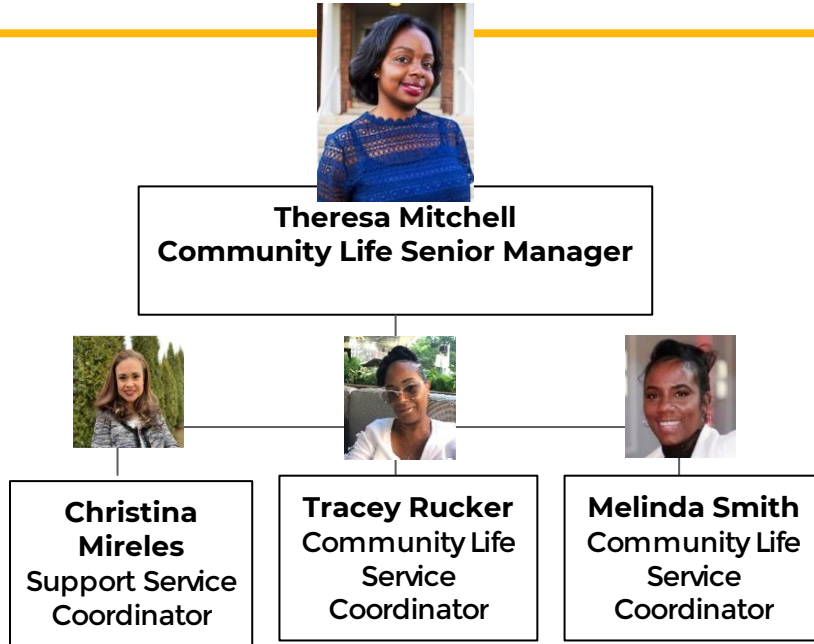 Theresa Mitchell
Community Life Senior Manager
Christina
Mireles
Support Service
Coordinator
Tracey Rucker
Community Life
Service
Coordinator
Melinda Smith
Community Life
Service
Coordinator